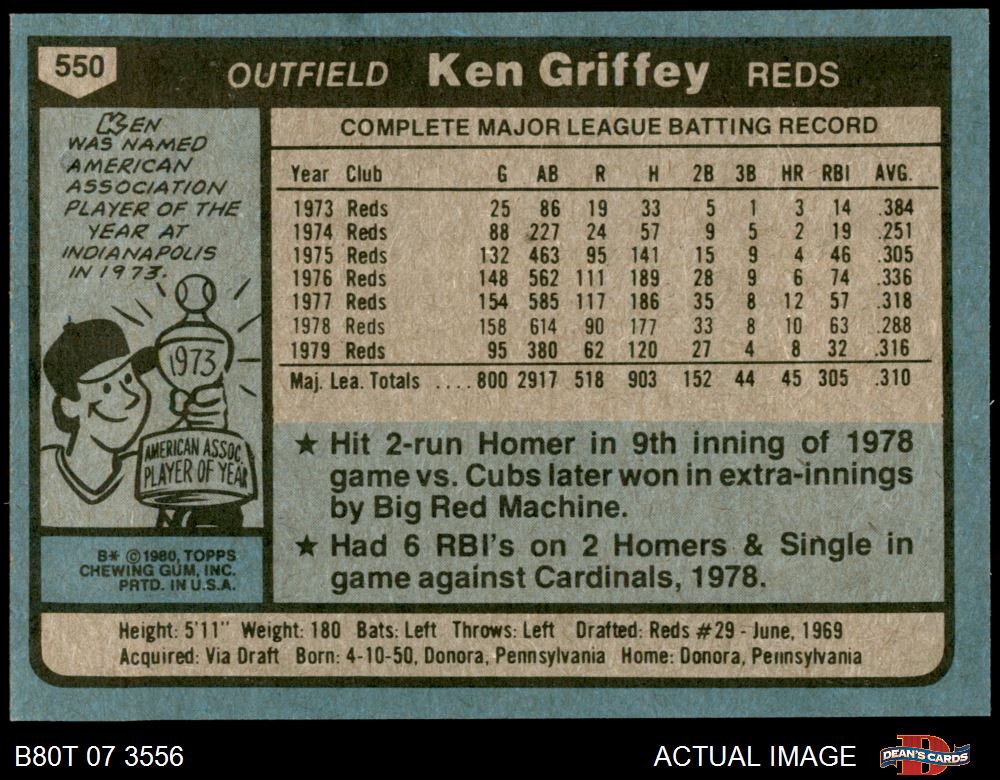 550
OUTFIELD Ken Griffey REDS
KEN
WAS NAMED
AMERICAN
ASSOCIATION
PLAYER OF THE
YEAR AT
INDIANAPOLIS
IN 1973.
1973
AMERICAN ASSOC.
PLAYER OF YEAR
B* © 1980, TOPPS
CHEWING GUM, INC.
PRTD. IN U.S.A.
COMPLETE MAJOR LEAGUE BATTING RECORD
Year Club G AB R H 2B 3B HR RBI AVG.
1973 Reds 25 86 19 33 5 1 3 14 .384
1974 Reds 88 227 24 57 9 5 2 19 .251
1975 Reds 132 463 95 141 15 9 4 46 .305
1976 Reds 148 562 111 189 28 9 6 74 .336
1977 Reds 154 585 117 186 35 8 12 57 .318
1978 Reds 158 614 90 177 33 8 10 63 .288
1979 Reds 95 380 62 120 27 4 8 32 .316
Maj. Lea. Totals ....800 2917 518 903 152 44 45 305 .310
★ Hit 2-run Homer in 9th inning of 1978
game vs. Cubs later won in extra-innings
by Big Red Machine.
★ Had 6 RBI's on 2 Homers & Single in
game against Cardinals, 1978.
Height: 5'11" Weight: 180 Bats: Left Throws: Left Drafted: Reds #29 - June, 1969
Acquired: Via Draft Born: 4-10-50, Donora, Pennsylvania Home: Donora, Pennsylvania
B80T 07 3556
ACTUAL IMAGE
D
DEAN'S CARDS